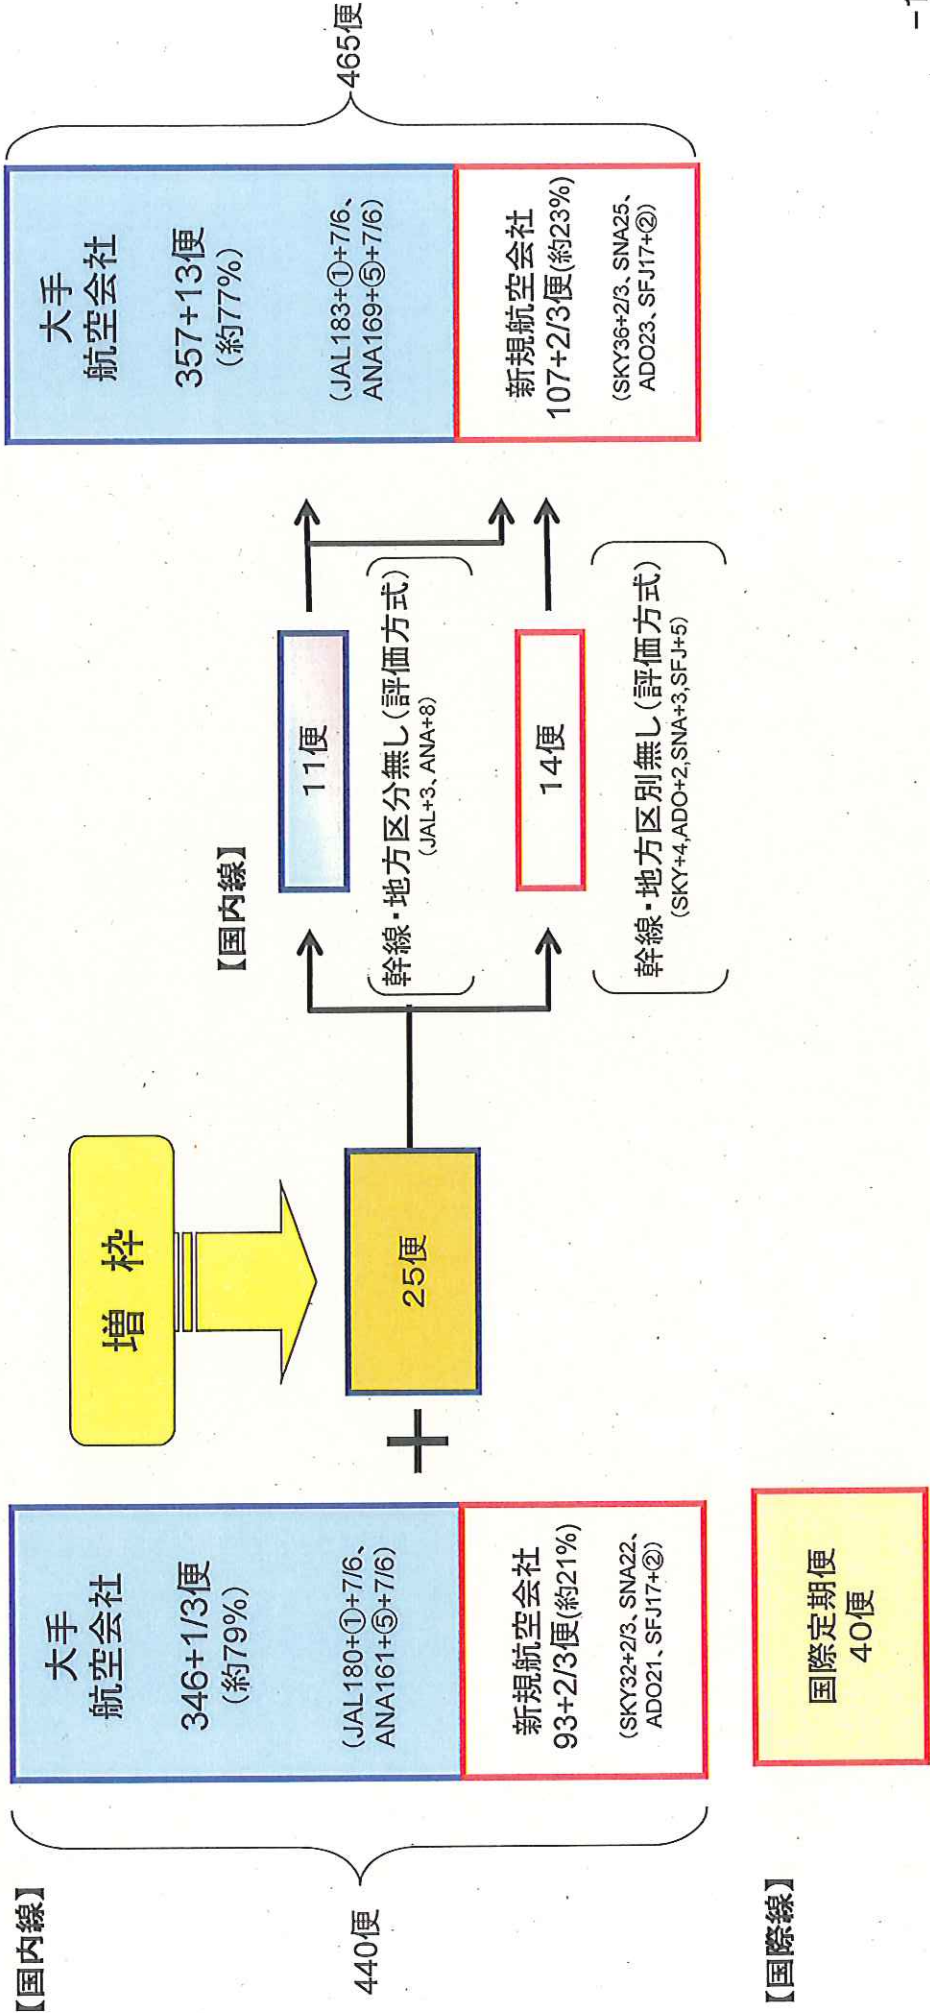 【国内線】
440便
大手
航空会社
346+1/3便
(約79%)
(JAL180+①+7/6、
ANA161+⑤+7/6)
新規航空会社
93+2/3便(約21%)
(SKY32+2/3、SNA22、
ADO21、SFJ17+②)
【国際線】
国際定期便
40便
+
増 枠
25便
【国内線】
11便
幹線・地方区分無し(評価方式)
(JAL+3、ANA+8)
14便
幹線・地方区別無し(評価方式)
(SKY+4,ADO+2,SNA+3,SFJ+5)
大手
航空会社
357+13便
(約77%)
(JAL183+①+7/6、
ANA169+⑤+7/6)
新規航空会社
107+2/3便(約23%)
(SKY36+2/3、SNA25、
ADO23、SFJ17+②)
465便